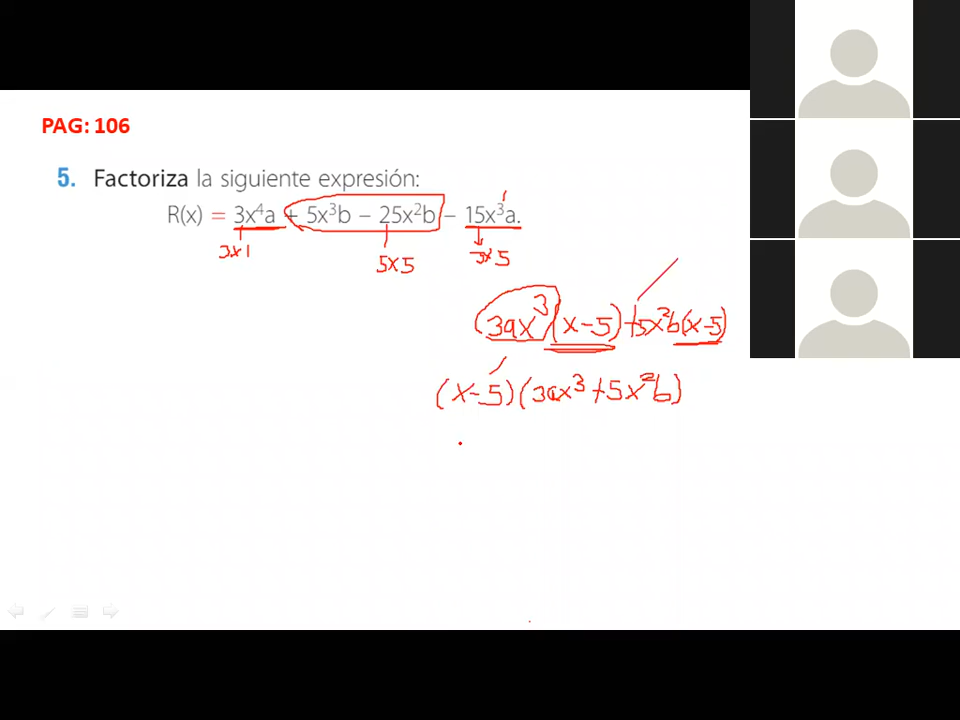 PAG: 106
5. Factoriza la siguiente expresión:
R(x) = 3x⁴a + 5x³b – 25x²b – 15x³a.
3x1
5x5
3x5
(3ax³(x-5)+5x²b(x-5)
(x-5)(3ax³+5x²b)